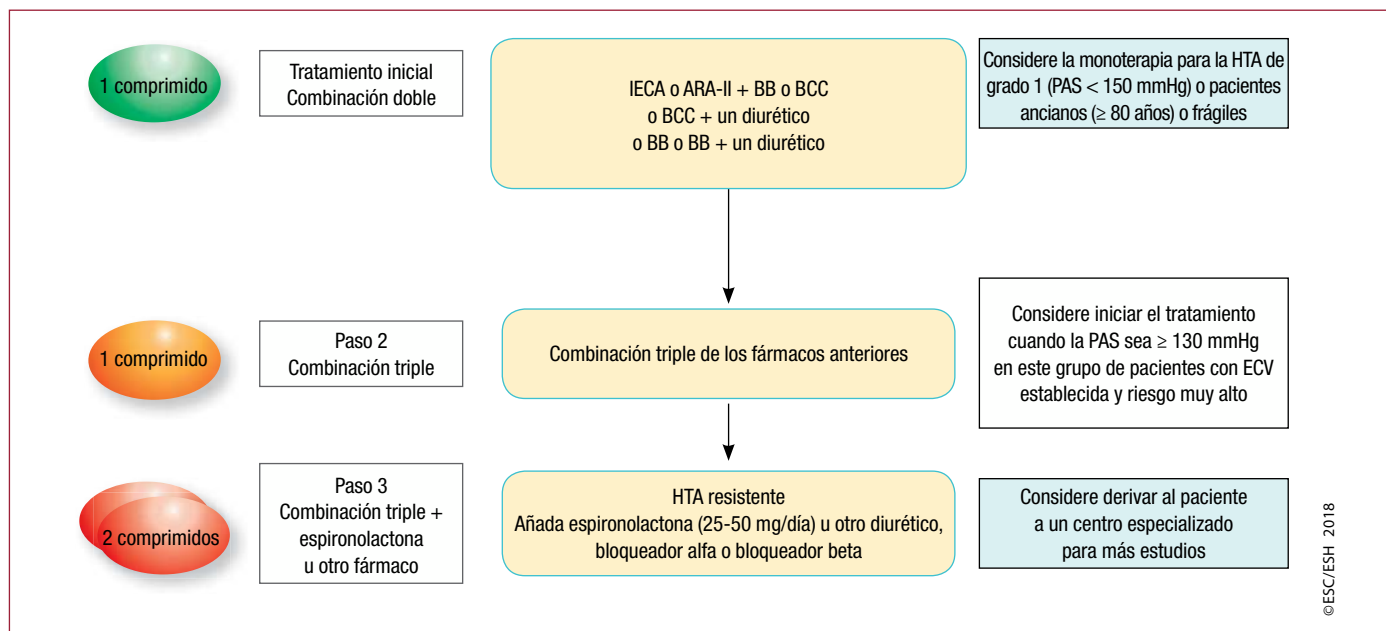 1 comprimido
Tratamiento inicial
Combinación doble
IECA o ARA-II + BB o BCC
o BCC + un diurético
o BB o BB + un diurético
Considere la monoterapia para la HTA de
grado 1 (PAS < 150 mmHg) o pacientes
ancianos (≥ 80 años) o frágiles
1 comprimido
Paso 2
Combinación triple
Combinación triple de los fármacos anteriores
Considere iniciar el tratamiento
cuando la PAS sea ≥ 130 mmHg
en este grupo de pacientes con ECV
establecida y riesgo muy alto
2 comprimidos
Paso 3
Combinación triple +
espironolactona
u otro fármaco
HTA resistente
Añada espironolactona (25-50 mg/día) u otro diurético,
bloqueador alfa o bloqueador beta
Considere derivar al paciente
a un centro especializado
para más estudios
©ESC/ESH 2018